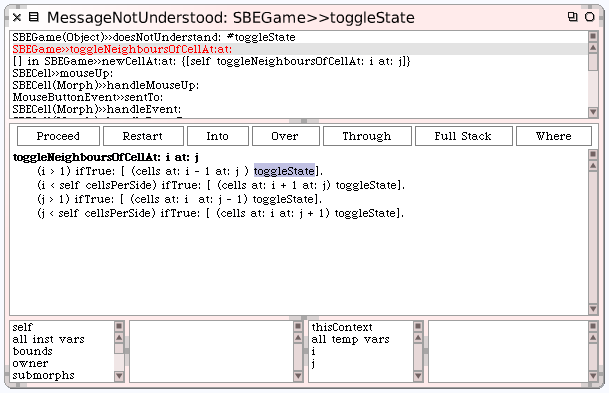 MessageNotUnderstood: SBEGame>>toggleState
SBEGame(Object)>>doesNotUnderstand: #toggleState
SBEGame>>toggleNeighboursOfCellAt:at:
[] in SBEGame>>newCellAt:at: {[self toggleNeighboursOfCellAt: i at: j]}
SBECell>>mouseUp:
SBECell(Morph)>>handleMouseUp:
MouseButtonEvent>>sentTo:
SBECell(Morph)>>handleEvent:
Proceed Restart Into Over Through Full Stack Where
toggleNeighboursOfCellAt: i at: j
(i > 1) ifTrue: [ (cells at: i - 1 at: j ) toggleState].
(i < self cellsPerSide) ifTrue: [ (cells at: i + 1 at: j) toggleState].
(j > 1) ifTrue: [ (cells at: i at: j - 1) toggleState].
(j < self cellsPerSide) ifTrue: [ (cells at: i at: j + 1) toggleState].
self
all inst vars
bounds
owner
submorphs
thisContext
all temp vars
i
j